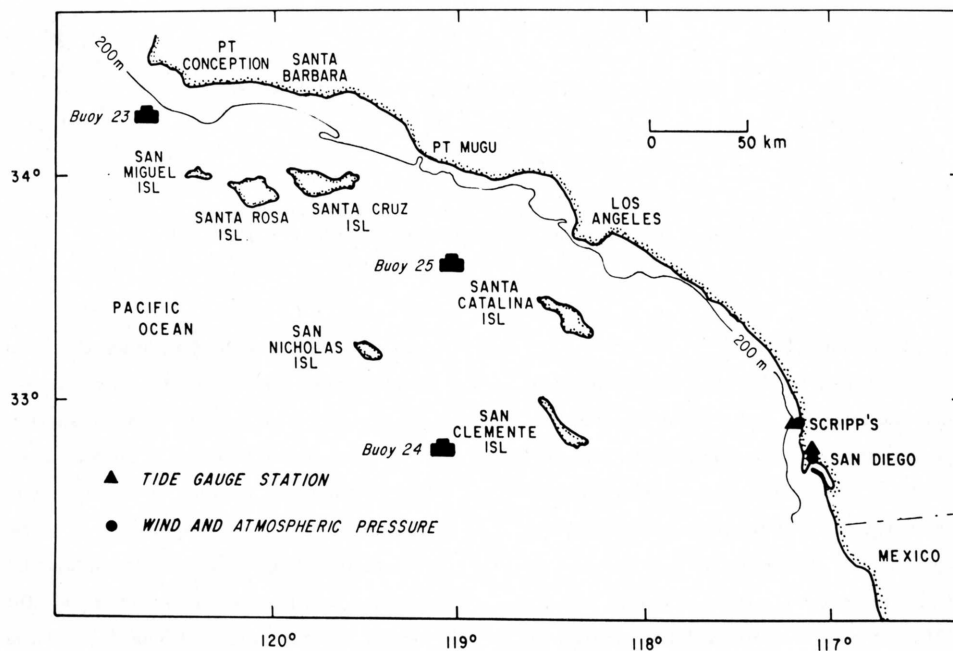 200m
PT
CONCEPTION
SANTA
BARBARA
Buoy 23
PT MUGU
0 50 km
34°
SAN
MIGUEL
ISL
SANTA ROSA
ISL
SANTA CRUZ
ISL
LOS
ANGELES
Buoy 25
SANTA
CATALINA
ISL
PACIFIC
OCEAN
SAN
NICHOLAS
ISL
200 m
33°
SAN
CLEMENTE
ISL
SCRIPP'S
Buoy 24
SAN DIEGO
TIDE GAUGE STATION
WIND AND ATMOSPHERIC PRESSURE
MEXICO
120° 119° 118° 117°